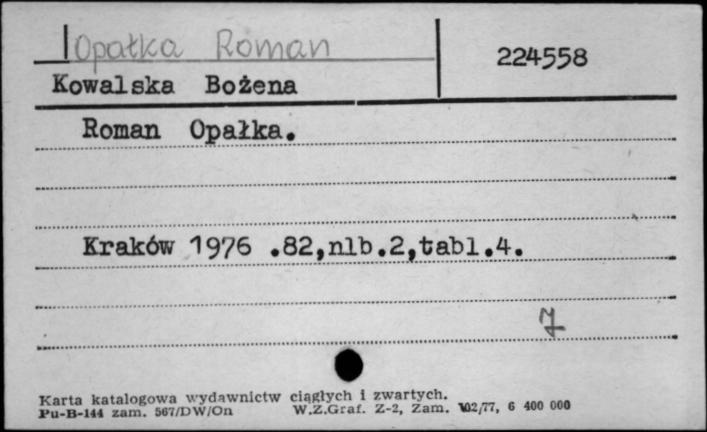 Opałka Roman
224558
Kowalska Bożena
Roman Opałka.
Kraków 1976 .82,nlb.2,tabl.4.
Karta katalogowa wydawnictw ciągłych i zwartych.
Pu-B-144 zam. 567/DW/On W.Z.Graf. Z-2, Zam. 102/77, 6 400 000